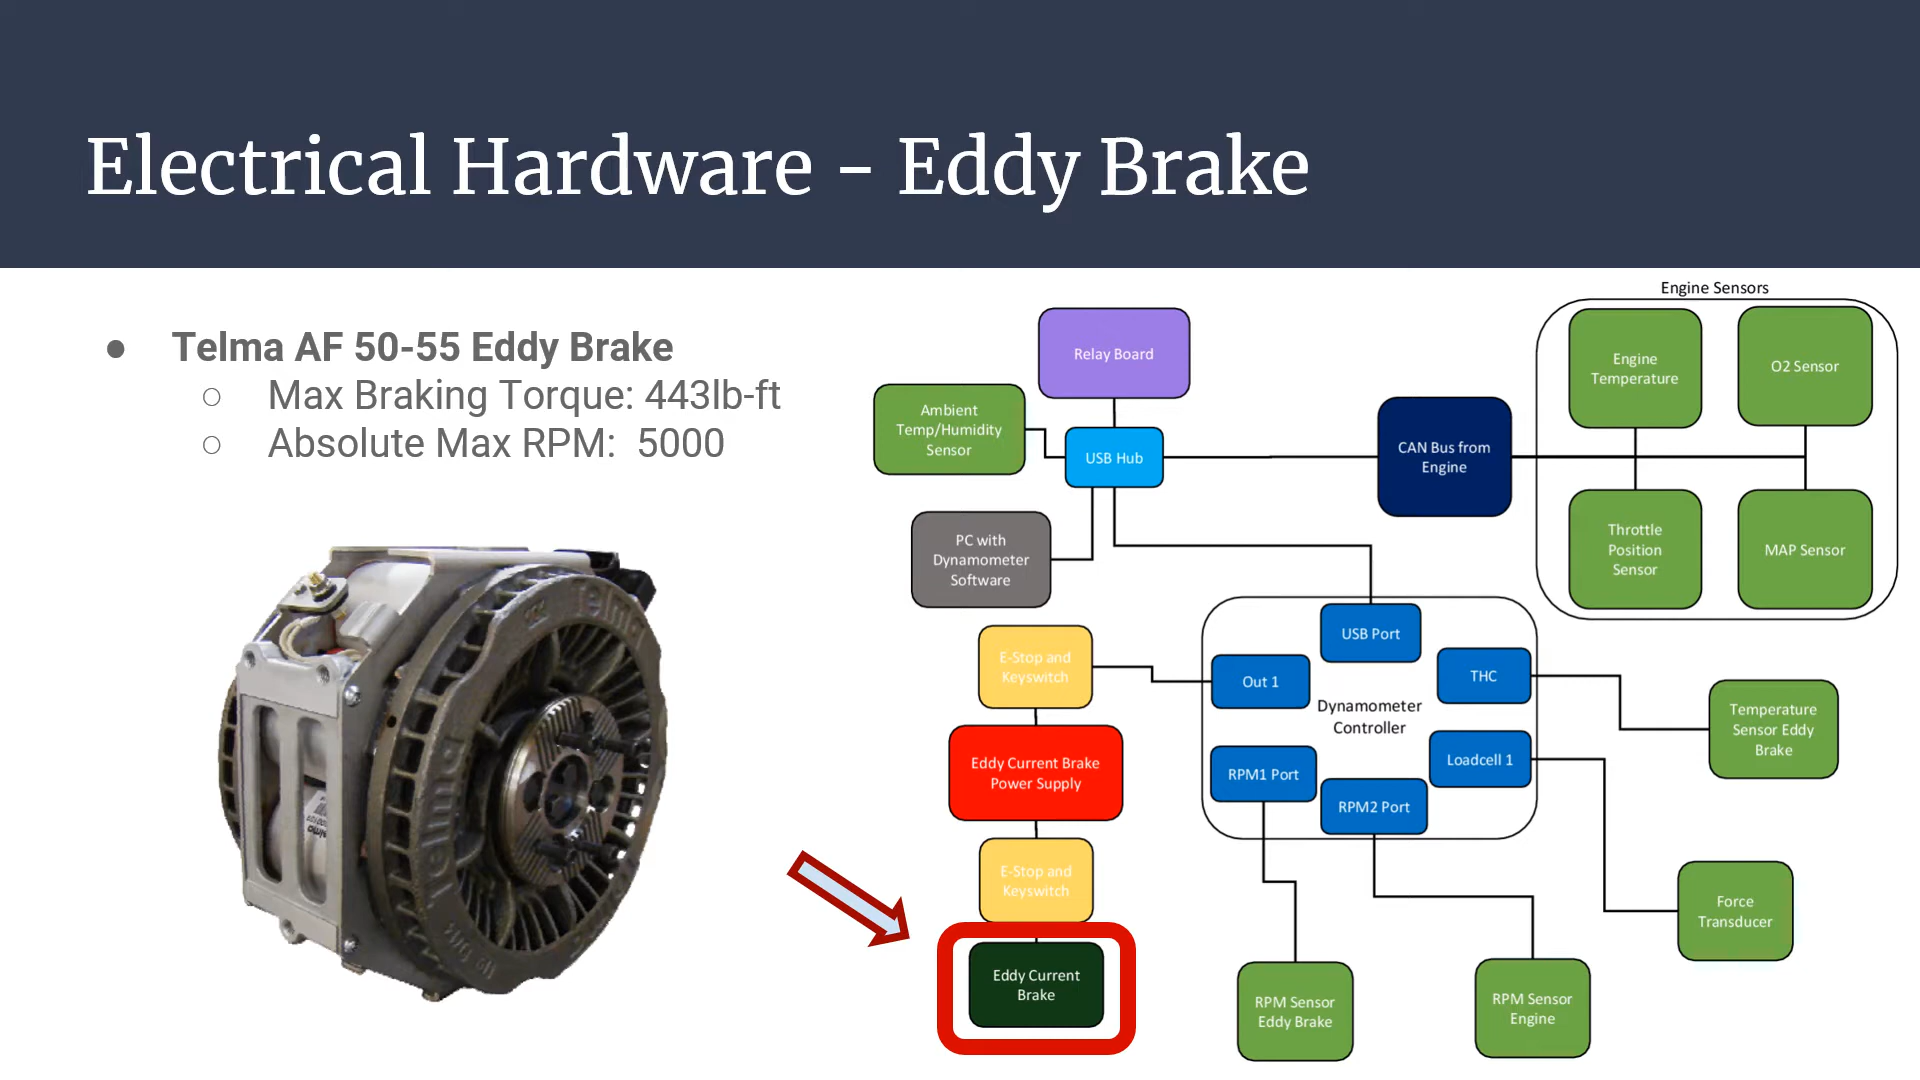 Electrical Hardware - Eddy Brake
● Telma AF 50-55 Eddy Brake
○ Max Braking Torque: 443lb-ft
○ Absolute Max RPM: 5000
Telma
Telma
Engine Sensors
Relay Board
Engine
Temperature
O2 Sensor
Ambient
Temp/Humidity
Sensor
USB Hub
CAN Bus from
Engine
PC with
Dynamometer
Software
Throttle
Position
Sensor
MAP Sensor
E-Stop and
Keyswitch
USB Port
Out 1
THC
Dynamometer
Controller
Temperature
Sensor Eddy
Brake
Eddy Current Brake
Power Supply
RPM1 Port
Loadcell 1
RPM2 Port
E-Stop and
Keyswitch
Force
Transducer
Eddy Current
Brake
RPM Sensor
Eddy Brake
RPM Sensor
Engine